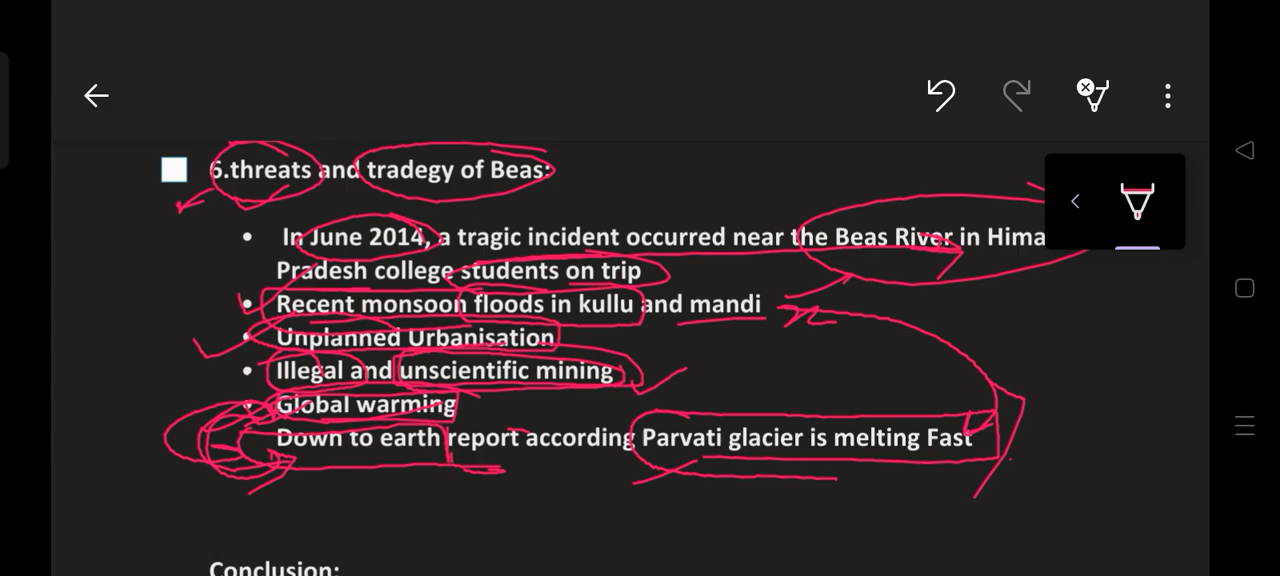 6.threats and tradegy of Beas:
• In June 2014, a tragic incident occurred near the Beas River in Hima
Pradesh college students on trip
• Recent monsoon floods in kullu and mandi
• Unplanned Urbanisation
• Illegal and unscientific mining
• Global warming
Down to earth report according Parvati glacier is melting Fast
Conclusion: